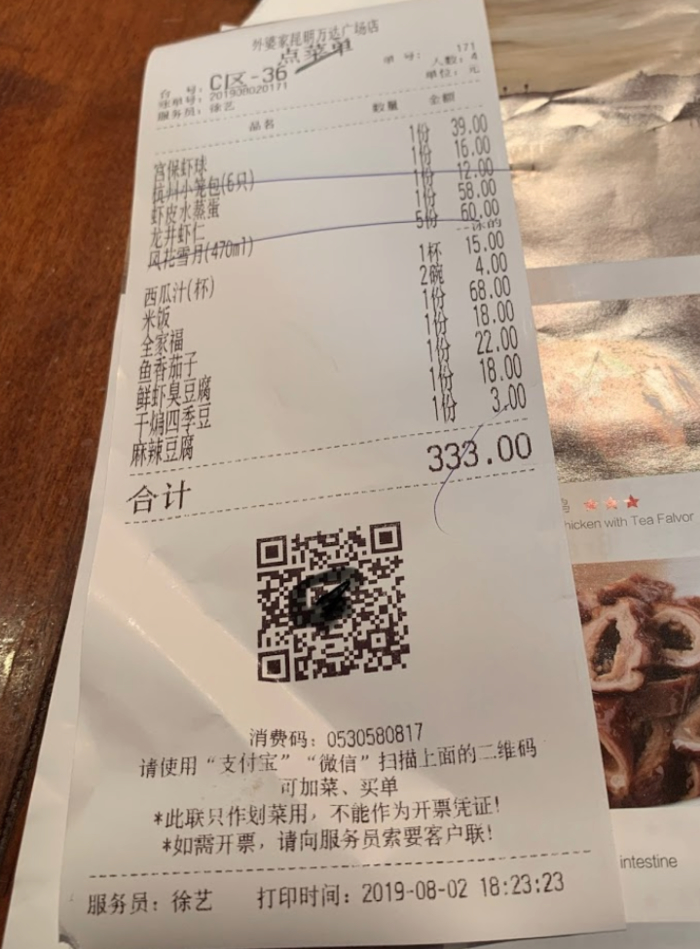 外婆家昆明万达广场店
点菜单
台 号: C区-36 单 号: 171
账单号: 201908020171 人数: 4
服务员: 徐艺 单位: 元
品名 数量 金额
宫保虾球 1份 39.00
杭州小笼包(6只) 1份 16.00
虾皮水蒸蛋 1份 12.00
龙井虾仁 1份 58.00
风花雪月(470ml) 5份 60.00
--冰的
西瓜汁(杯) 1杯 15.00
米饭 2碗 4.00
全家福 1份 68.00
鱼香茄子 1份 18.00
鲜虾臭豆腐 1份 22.00
干煸四季豆 1份 18.00
麻辣豆腐 1份 3.00
合计 333.00
消费码: 0530580817
请使用“支付宝”“微信”扫描上面的二维码
可加菜、买单
*此联只作划菜用, 不能作为开票凭证!
*如需开票, 请向服务员索要客户联!
服务员: 徐艺 打印时间: 2019-08-02 18:23:23
hicken with Tea Falvor
intestine